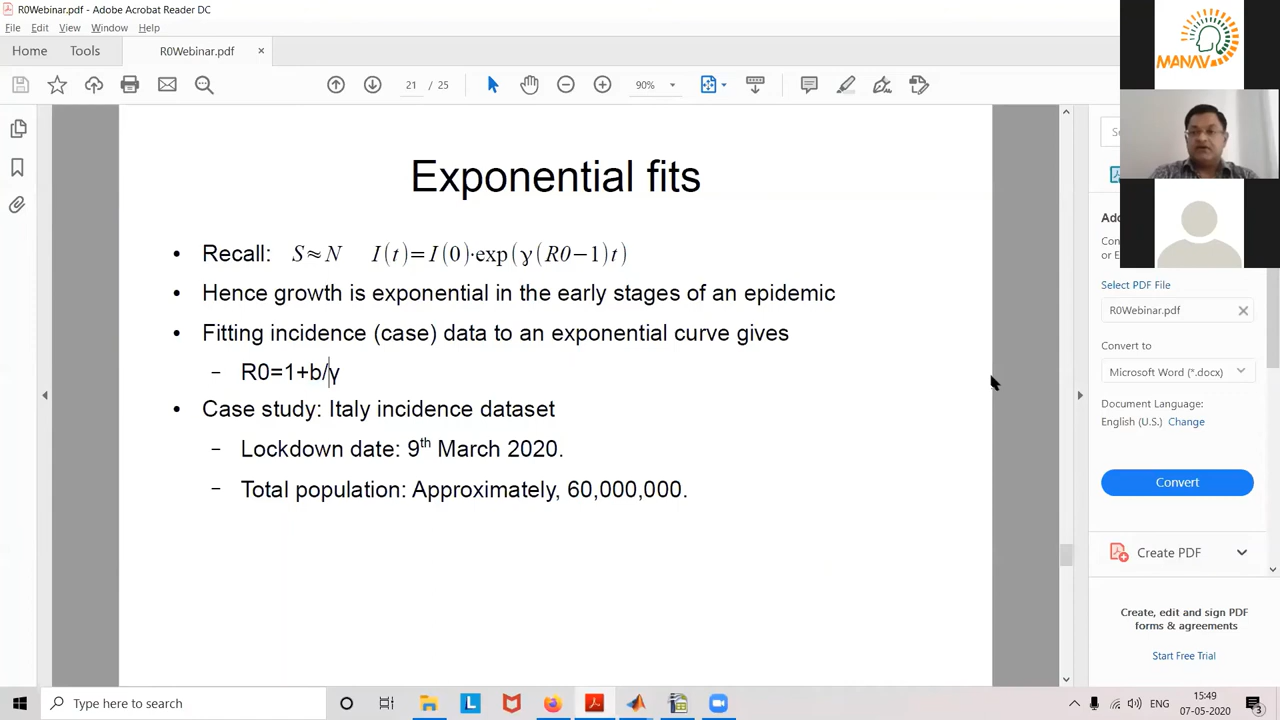 R0Webinar.pdf - Adobe Acrobat Reader DC
File Edit View Window Help
Home Tools R0Webinar.pdf ×
21 / 25 90%
MANAV
Exponential fits
• Recall: S≈N I(t)=I(0)·exp(γ(R0−1)t)
• Hence growth is exponential in the early stages of an epidemic
• Fitting incidence (case) data to an exponential curve gives
– R0=1+b/γ
• Case study: Italy incidence dataset
– Lockdown date: 9th March 2020.
– Total population: Approximately, 60,000,000.
Select PDF File
R0Webinar.pdf
Convert to
Microsoft Word (*.docx)
Document Language:
English (U.S.) Change
Convert
Create PDF
Create, edit and sign PDF
forms & agreements
Start Free Trial
Type here to search
ENG
15:49
07-05-2020
3